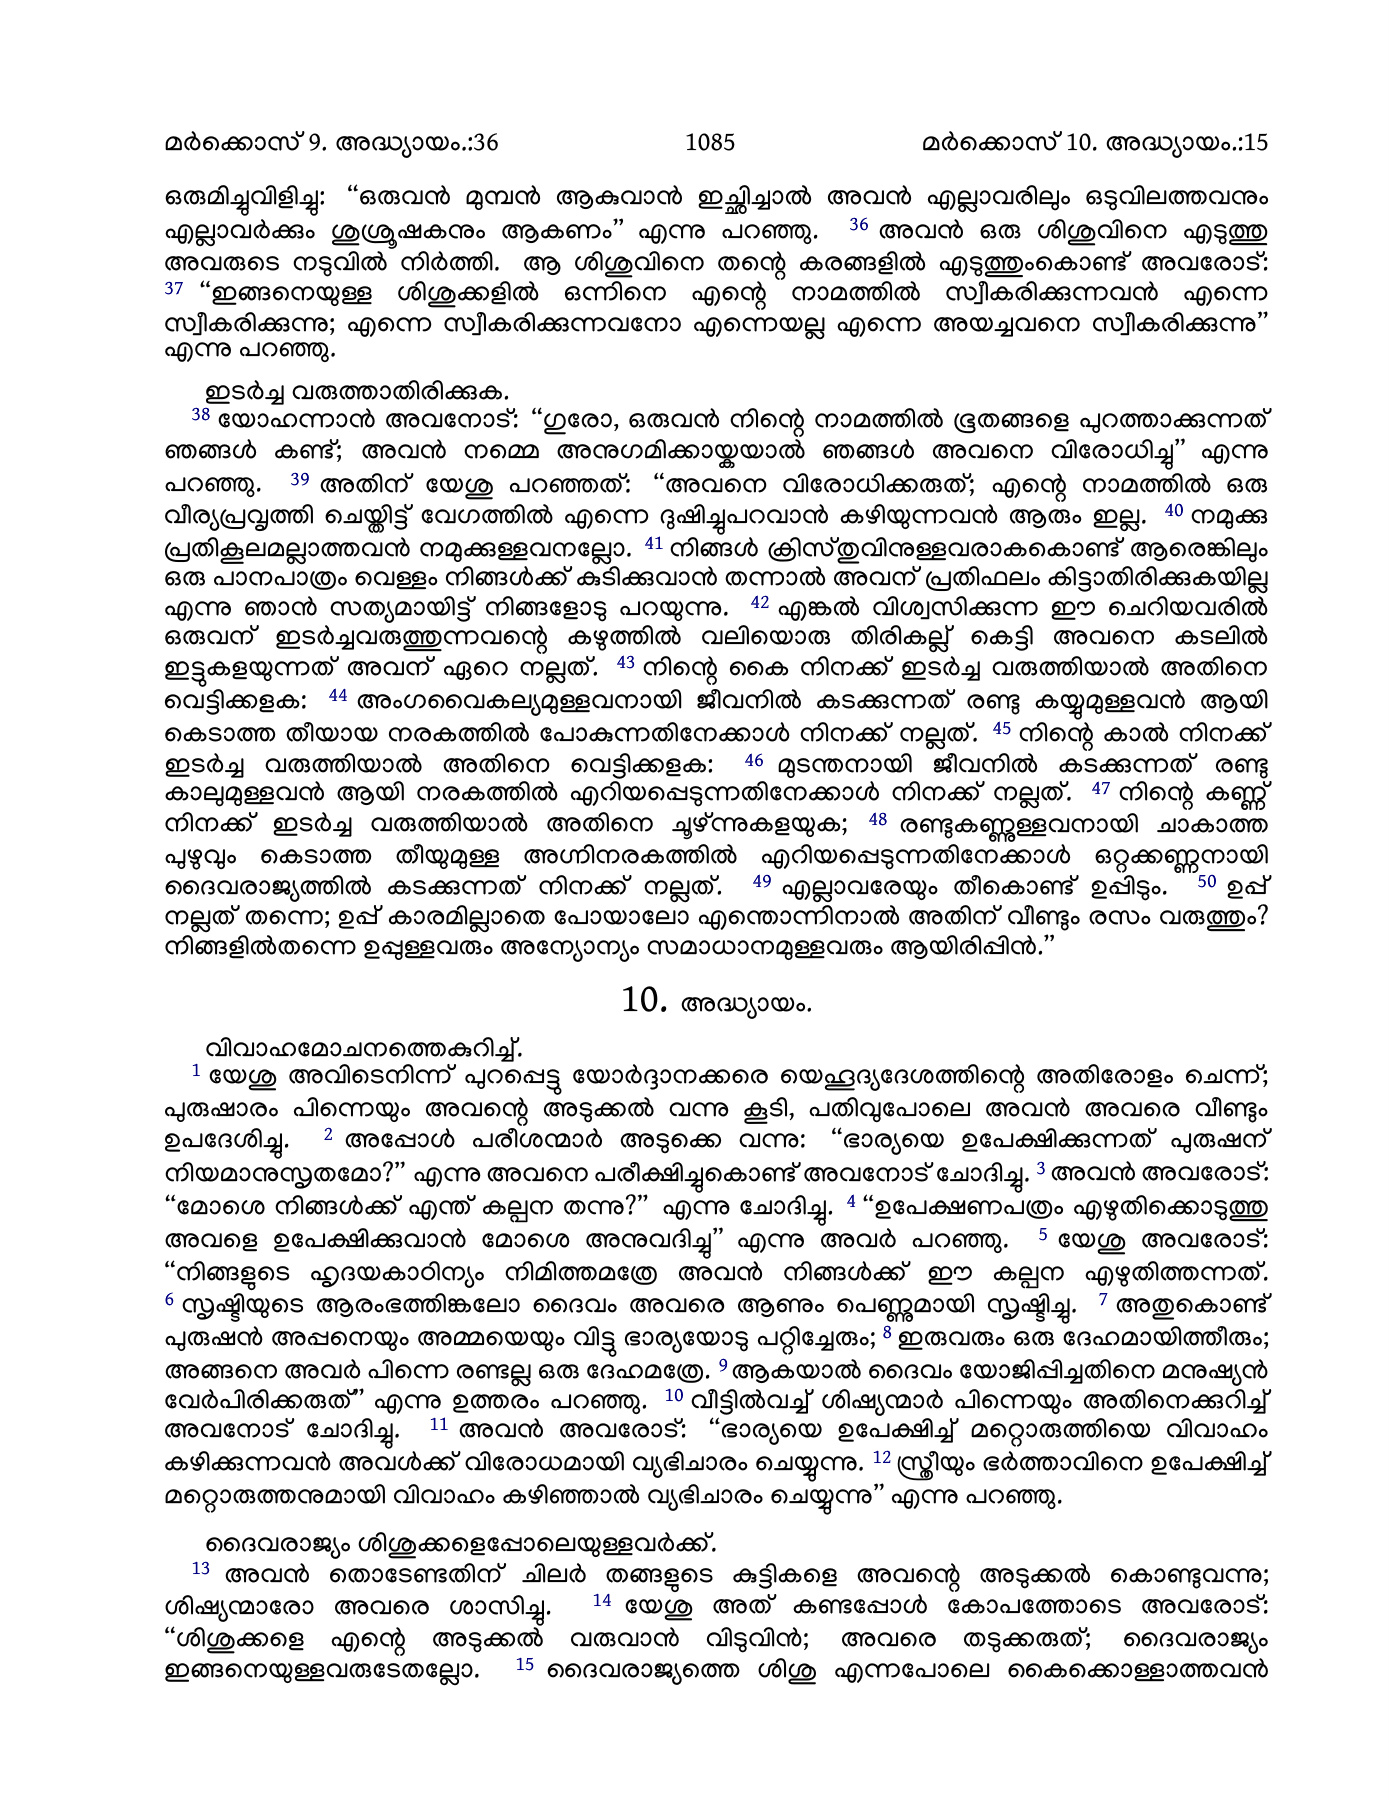 മർക്കൊസ് 9. അദ്ധ്യായം.:36 1085 മർക്കൊസ് 10. അദ്ധ്യായം.:15
ഒരുമിച്ചുവിളിച്ചു: “ഒരുവൻ മുമ്പൻ ആകുവാൻ ഇച്ഛിച്ചാൽ അവൻ എല്ലാവരിലും ഒടുവിലത്തവനും
എല്ലാവർക്കും ശുശ്രൂഷകനും ആകണം” എന്നു പറഞ്ഞു. 36 അവൻ ഒരു ശിശുവിനെ എടുത്തു
അവരുടെ നടുവിൽ നിർത്തി. ആ ശിശുവിനെ തന്റെ കരങ്ങളിൽ എടുത്തുംകൊണ്ട് അവരോട്:
37 “ഇങ്ങനെയുള്ള ശിശുക്കളിൽ ഒന്നിനെ എന്റെ നാമത്തിൽ സ്വീകരിക്കുന്നവൻ എന്നെ
സ്വീകരിക്കുന്നു; എന്നെ സ്വീകരിക്കുന്നവനോ എന്നെയല്ല എന്നെ അയച്ചവനെ സ്വീകരിക്കുന്നു”
എന്നു പറഞ്ഞു.
ഇടർച്ച വരുത്താതിരിക്കുക.
38 യോഹന്നാൻ അവനോട്: “ഗുരോ, ഒരുവൻ നിന്റെ നാമത്തിൽ ഭൂതങ്ങളെ പുറത്താക്കുന്നത്
ഞങ്ങൾ കണ്ട്; അവൻ നമ്മെ അനുഗമിക്കായ്കയാൽ ഞങ്ങൾ അവനെ വിരോധിച്ചു” എന്നു
പറഞ്ഞു. 39 അതിന് യേശു പറഞ്ഞത്: “അവനെ വിരോധിക്കരുത്; എന്റെ നാമത്തിൽ ഒരു
വീര്യപ്രവൃത്തി ചെയ്തിട്ട് വേഗത്തിൽ എന്നെ ദുഷിച്ചുപറവാൻ കഴിയുന്നവൻ ആരും ഇല്ല. 40 നമുക്കു
പ്രതികൂലമല്ലാത്തവൻ നമുക്കുള്ളവനല്ലോ. 41 നിങ്ങൾ ക്രിസ്തുവിനുള്ളവരാകകൊണ്ട് ആരെങ്കിലും
ഒരു പാനപാത്രം വെള്ളം നിങ്ങൾക്ക് കുടിക്കുവാൻ തന്നാൽ അവന് പ്രതിഫലം കിട്ടാതിരിക്കുകയില്ല
എന്നു ഞാൻ സത്യമായിട്ട് നിങ്ങളോടു പറയുന്നു. 42 എങ്കൽ വിശ്വസിക്കുന്ന ഈ ചെറിയവരിൽ
ഒരുവന് ഇടർച്ചവരുത്തുന്നവന്റെ കഴുത്തിൽ വലിയൊരു തിരികല്ല് കെട്ടി അവനെ കടലിൽ
ഇട്ടുകളയുന്നത് അവന് ഏറെ നല്ലത്. 43 നിന്റെ കൈ നിനക്ക് ഇടർച്ച വരുത്തിയാൽ അതിനെ
വെട്ടിക്കളക: 44 അംഗവൈകല്യമുള്ളവനായി ജീവനിൽ കടക്കുന്നത് രണ്ടു കയ്യുമുള്ളവൻ ആയി
കെടാത്ത തീയായ നരകത്തിൽ പോകുന്നതിനേക്കാൾ നിനക്ക് നല്ലത്. 45 നിന്റെ കാൽ നിനക്ക്
ഇടർച്ച വരുത്തിയാൽ അതിനെ വെട്ടിക്കളക: 46 മുടന്തനായി ജീവനിൽ കടക്കുന്നത് രണ്ടു
കാലുമുള്ളവൻ ആയി നരകത്തിൽ എറിയപ്പെടുന്നതിനേക്കാൾ നിനക്ക് നല്ലത്. 47 നിന്റെ കണ്ണ്
നിനക്ക് ഇടർച്ച വരുത്തിയാൽ അതിനെ ചൂഴ്ന്നുകളയുക; 48 രണ്ടുകണ്ണുള്ളവനായി ചാകാത്ത
പുഴുവും കെടാത്ത തീയുമുള്ള അഗ്നിനരകത്തിൽ എറിയപ്പെടുന്നതിനേക്കാൾ ഒറ്റക്കണ്ണനായി
ദൈവരാജ്യത്തിൽ കടക്കുന്നത് നിനക്ക് നല്ലത്. 49 എല്ലാവരേയും തീകൊണ്ട് ഉപ്പിടും. 50 ഉപ്പ്
നല്ലത് തന്നെ; ഉപ്പ് കാരമില്ലാതെ പോയാലോ എന്തൊന്നിനാൽ അതിന് വീണ്ടും രസം വരുത്തും?
നിങ്ങളിൽതന്നെ ഉപ്പുള്ളവരും അന്യോന്യം സമാധാനമുള്ളവരും ആയിരിപ്പിൻ.”
10. അദ്ധ്യായം.
വിവാഹമോചനത്തെകുറിച്ച്.
1 യേശു അവിടെനിന്ന് പുറപ്പെട്ടു യോർദ്ദാനക്കരെ യെഹൂദ്യദേശത്തിന്റെ അതിരോളം ചെന്ന്;
പുരുഷാരം പിന്നെയും അവന്റെ അടുക്കൽ വന്നു കൂടി, പതിവുപോലെ അവൻ അവരെ വീണ്ടും
ഉപദേശിച്ചു. 2 അപ്പോൾ പരീശന്മാർ അടുക്കെ വന്നു: “ഭാര്യയെ ഉപേക്ഷിക്കുന്നത് പുരുഷന്
നിയമാനുസൃതമോ?” എന്നു അവനെ പരീക്ഷിച്ചുകൊണ്ട് അവനോട് ചോദിച്ചു. 3 അവൻ അവരോട്:
“മോശെ നിങ്ങൾക്ക് എന്ത് കല്പന തന്നു?” എന്നു ചോദിച്ചു. 4 “ഉപേക്ഷണപത്രം എഴുതിക്കൊടുത്തു
അവളെ ഉപേക്ഷിക്കുവാൻ മോശെ അനുവദിച്ചു” എന്നു അവർ പറഞ്ഞു. 5 യേശു അവരോട്:
“നിങ്ങളുടെ ഹൃദയകാഠിന്യം നിമിത്തമത്രേ അവൻ നിങ്ങൾക്ക് ഈ കല്പന എഴുതിത്തന്നത്.
6 സൃഷ്ടിയുടെ ആരംഭത്തിങ്കലോ ദൈവം അവരെ ആണും പെണ്ണുമായി സൃഷ്ടിച്ചു. 7 അതുകൊണ്ട്
പുരുഷൻ അപ്പനെയും അമ്മയെയും വിട്ടു ഭാര്യയോടു പറ്റിച്ചേരും; 8 ഇരുവരും ഒരു ദേഹമായിത്തീരും;
അങ്ങനെ അവർ പിന്നെ രണ്ടല്ല ഒരു ദേഹമത്രേ. 9 ആകയാൽ ദൈവം യോജിപ്പിച്ചതിനെ മനുഷ്യൻ
വേർപിരിക്കരുത്” എന്നു ഉത്തരം പറഞ്ഞു. 10 വീട്ടിൽവച്ച് ശിഷ്യന്മാർ പിന്നെയും അതിനെക്കുറിച്ച്
അവനോട് ചോദിച്ചു. 11 അവൻ അവരോട്: “ഭാര്യയെ ഉപേക്ഷിച്ച് മറ്റൊരുത്തിയെ വിവാഹം
കഴിക്കുന്നവൻ അവൾക്ക് വിരോധമായി വ്യഭിചാരം ചെയ്യുന്നു. 12 സ്ത്രീയും ഭർത്താവിനെ ഉപേക്ഷിച്ച്
മറ്റൊരുത്തനുമായി വിവാഹം കഴിഞ്ഞാൽ വ്യഭിചാരം ചെയ്യുന്നു” എന്നു പറഞ്ഞു.
ദൈവരാജ്യം ശിശുക്കളെപ്പോലെയുള്ളവർക്ക്.
13 അവൻ തൊടേണ്ടതിന് ചിലർ തങ്ങളുടെ കുട്ടികളെ അവന്റെ അടുക്കൽ കൊണ്ടുവന്നു;
ശിഷ്യന്മാരോ അവരെ ശാസിച്ചു. 14 യേശു അത് കണ്ടപ്പോൾ കോപത്തോടെ അവരോട്:
“ശിശുക്കളെ എന്റെ അടുക്കൽ വരുവാൻ വിടുവിൻ; അവരെ തടുക്കരുത്; ദൈവരാജ്യം
ഇങ്ങനെയുള്ളവരുടേതല്ലോ. 15 ദൈവരാജ്യത്തെ ശിശു എന്നപോലെ കൈക്കൊള്ളാത്തവൻ